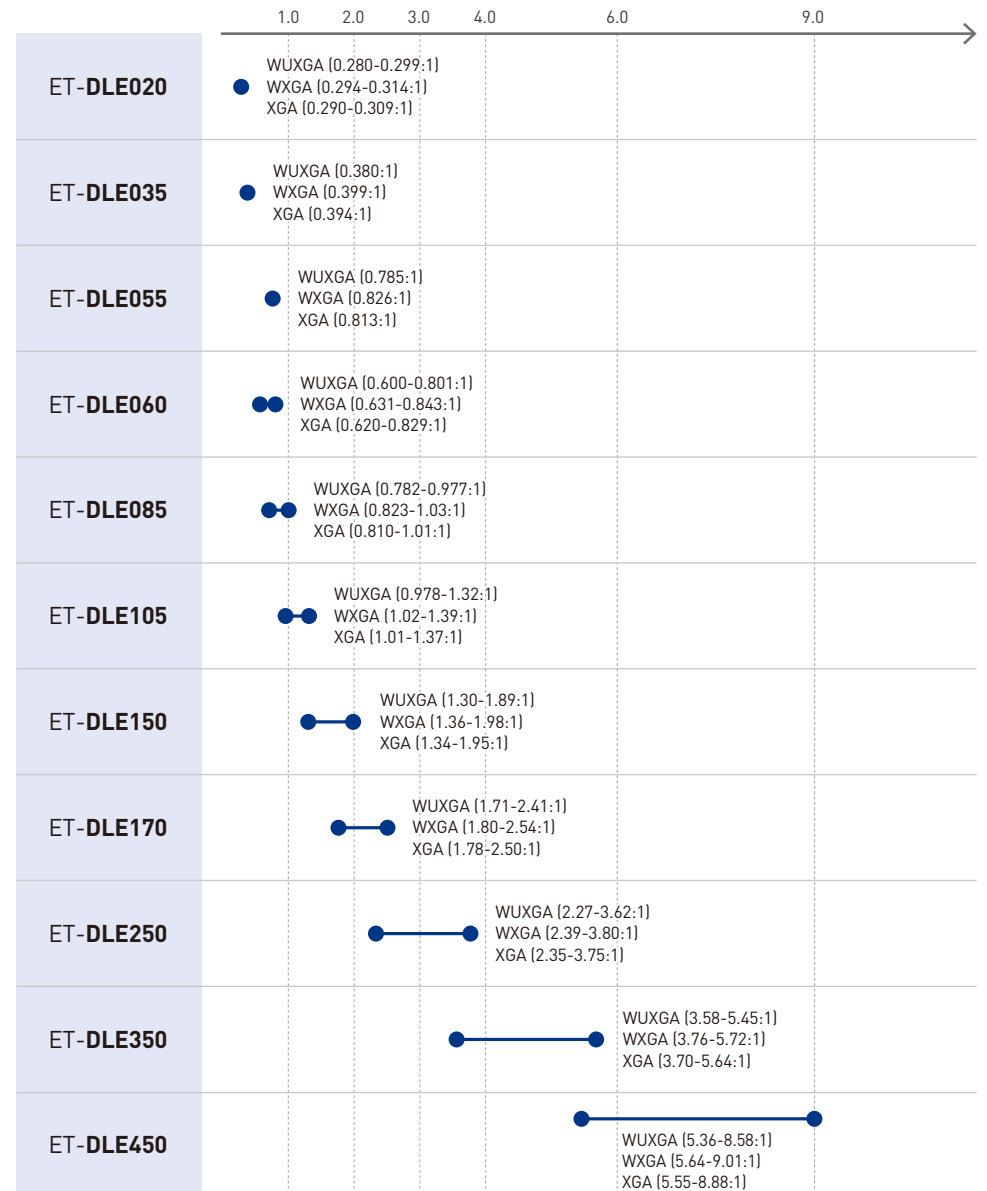 1.0 2.0 3.0 4.0 6.0 9.0
ET-DLE020
WUXGA (0.280-0.299:1)
WXGA (0.294-0.314:1)
XGA (0.290-0.309:1)
ET-DLE035
WUXGA (0.380:1)
WXGA (0.399:1)
XGA (0.394:1)
ET-DLE055
WUXGA (0.785:1)
WXGA (0.826:1)
XGA (0.813:1)
ET-DLE060
WUXGA (0.600-0.801:1)
WXGA (0.631-0.843:1)
XGA (0.620-0.829:1)
ET-DLE085
WUXGA (0.782-0.977:1)
WXGA (0.823-1.03:1)
XGA (0.810-1.01:1)
ET-DLE105
WUXGA (0.978-1.32:1)
WXGA (1.02-1.39:1)
XGA (1.01-1.37:1)
ET-DLE150
WUXGA (1.30-1.89:1)
WXGA (1.36-1.98:1)
XGA (1.34-1.95:1)
ET-DLE170
WUXGA (1.71-2.41:1)
WXGA (1.80-2.54:1)
XGA (1.78-2.50:1)
ET-DLE250
WUXGA (2.27-3.62:1)
WXGA (2.39-3.80:1)
XGA (2.35-3.75:1)
ET-DLE350
WUXGA (3.58-5.45:1)
WXGA (3.76-5.72:1)
XGA (3.70-5.64:1)
ET-DLE450
WUXGA (5.36-8.58:1)
WXGA (5.64-9.01:1)
XGA (5.55-8.88:1)